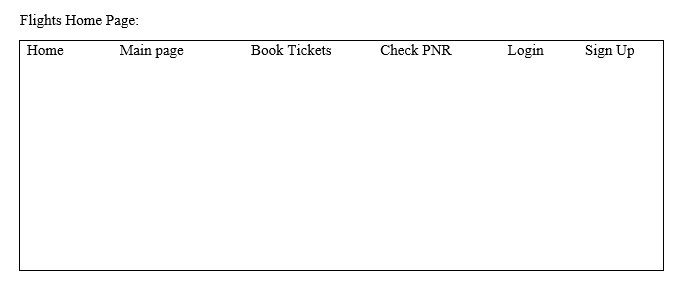 Flights Home Page:
Home Main page Book Tickets Check PNR Login Sign Up